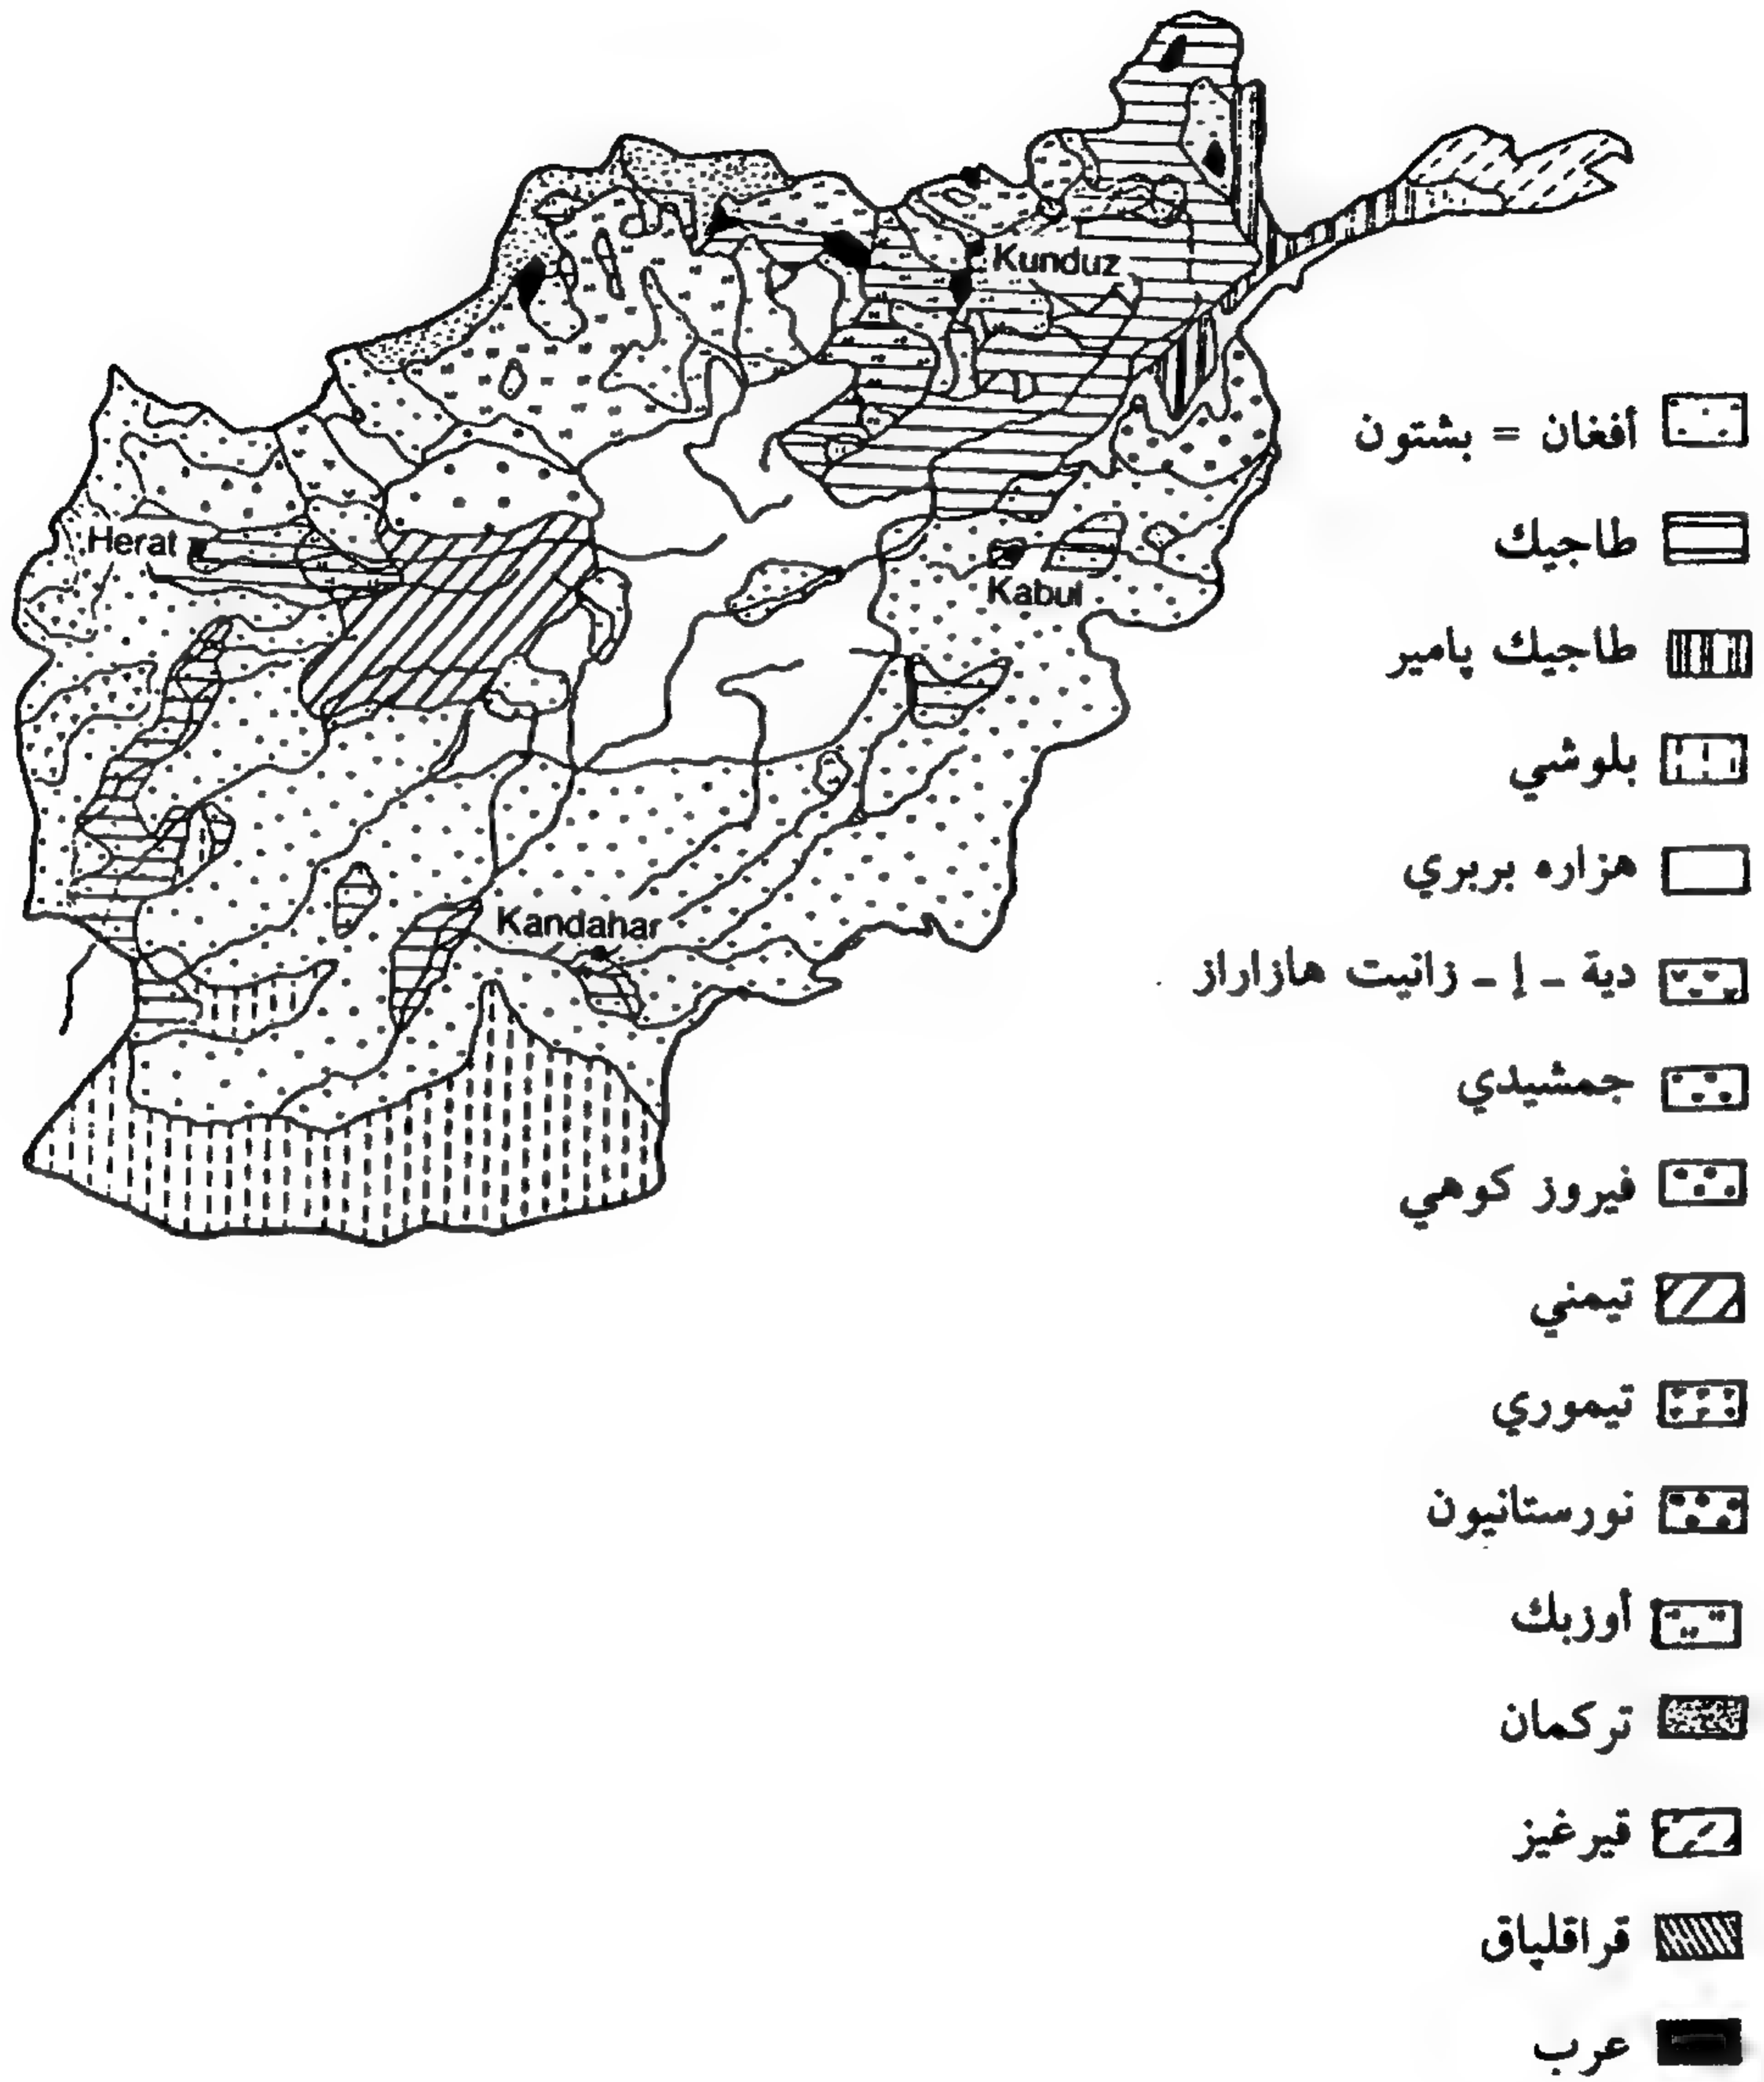 Kunduz
Herat
Kabul
Kandahar
أفغان = بشتون
طاجيك
طاجيك پامير
بلوشي
هزاره بربري
دية ـ إ ـ زانيت هازاراز
جمشيدي
فيروز كوهي
تيمني
تيموري
نورستانيون
أوزبك
تركمان
قيرغيز
قراقلپاق
عرب